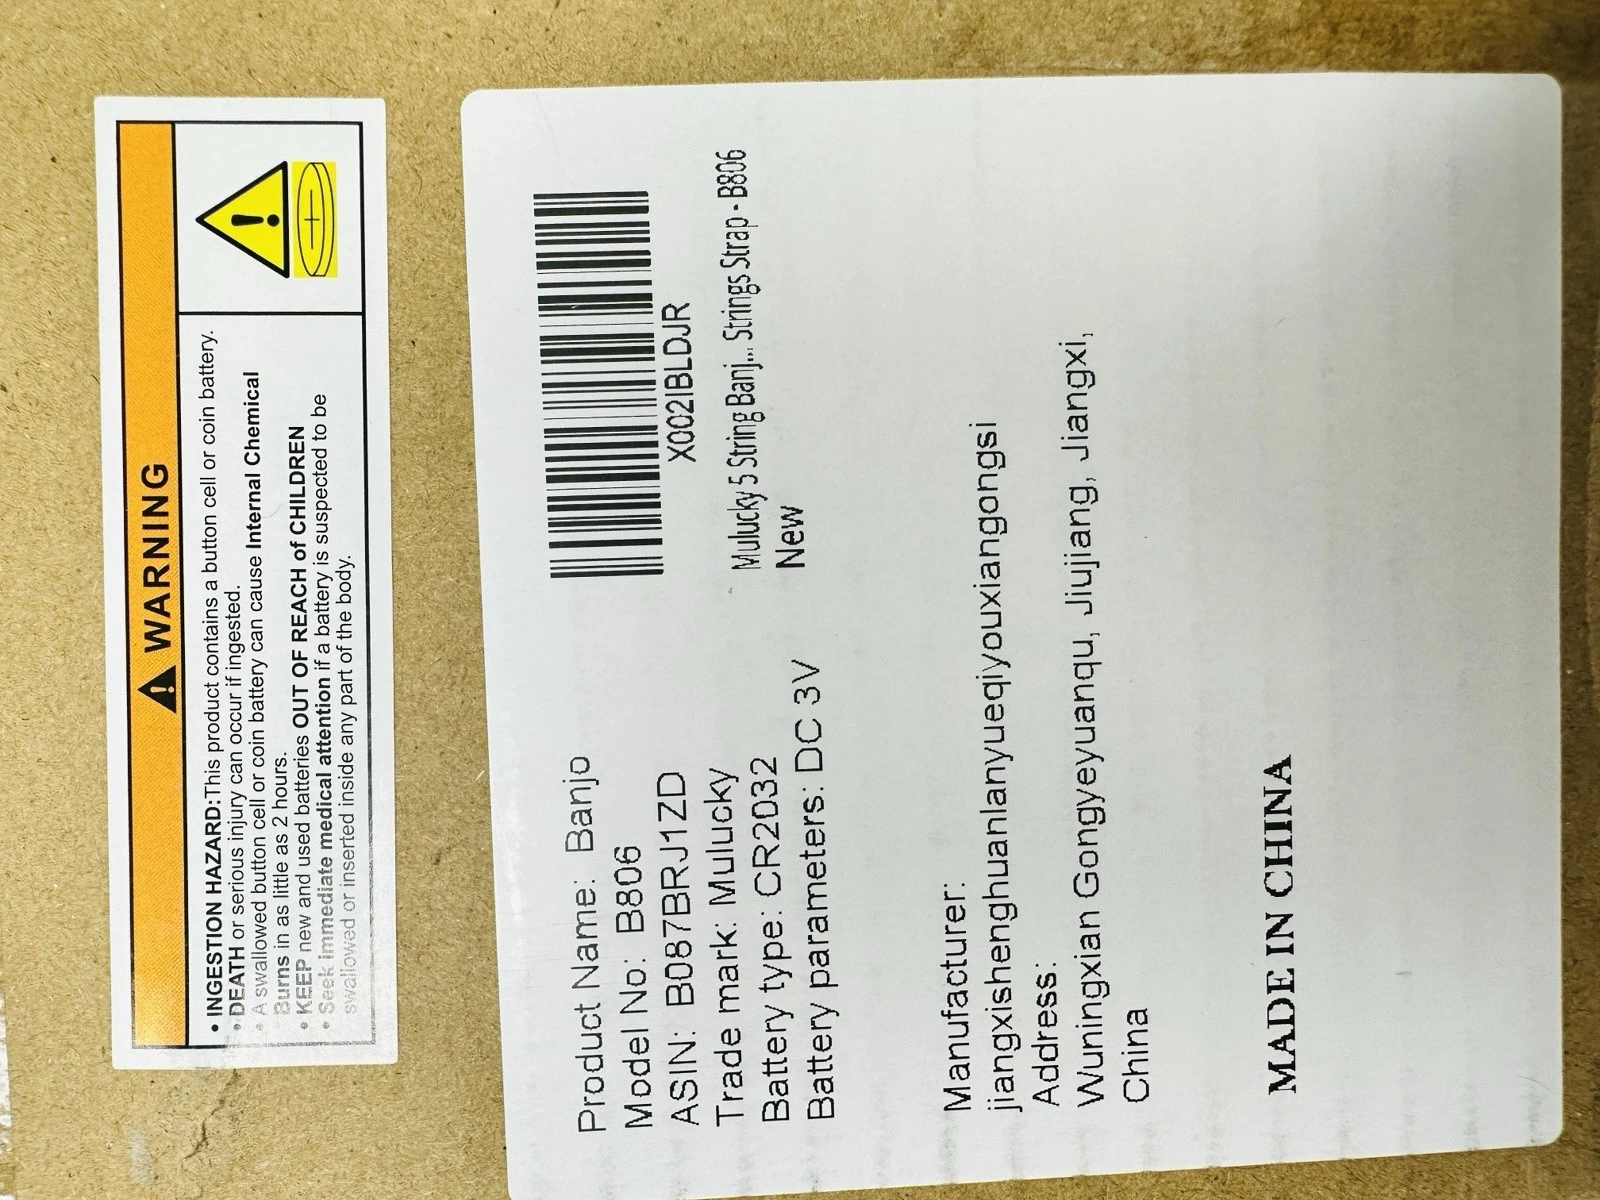 WARNING
• INGESTION HAZARD:This product contains a button cell or coin battery.
• DEATH or serious injury can occur if ingested.
• A swallowed button cell or coin battery can cause Internal Chemical
Burns in as little as 2 hours.
• KEEP new and used batteries OUT OF REACH of CHILDREN
• Seek immediate medical attention if a battery is suspected to be
swallowed or inserted inside any part of the body.
X002IBLDJR
Mulucky 5 String Banj... Strings Strap - B806
New
Product Name: Banjo
Model No: B806
ASIN: B087BRJ1ZD
Trade mark: Mulucky
Battery type: CR2032
Battery parameters: DC 3V
Manufacturer:
jiangxishenghuanlanyueqiyouxiangongsi
Address:
Wuningxian Gongyeyuanqu, Jiujiang, Jiangxi,
China
MADE IN CHINA